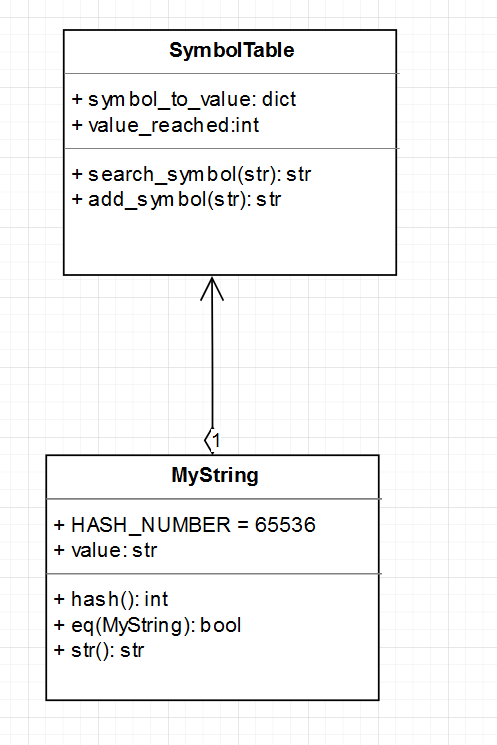 SymbolTable
+ symbol_to_value: dict
+ value_reached:int
+ search_symbol(str): str
+ add_symbol(str): str
1
MyString
+ HASH_NUMBER = 65536
+ value: str
+ hash(): int
+ eq(MyString): bool
+ str(): str